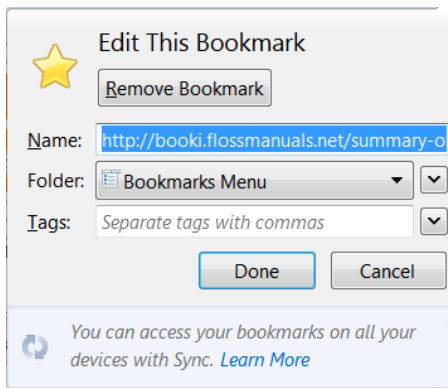 Edit This Bookmark
Remove Bookmark
Name: http://booki.flossmanuals.net/summary-o
Folder: Bookmarks Menu
Tags: Separate tags with commas
Done Cancel
You can access your bookmarks on all your
devices with Sync. Learn More